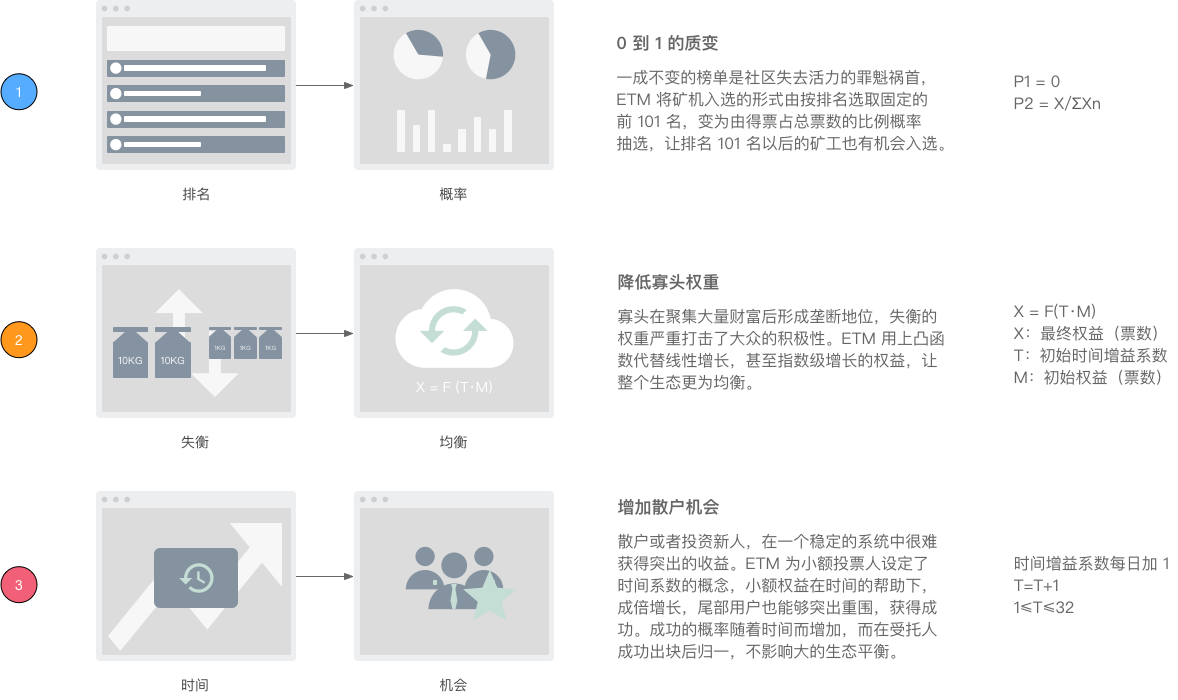 1
排名
概率
0 到 1 的质变
一成不变的榜单是社区失去活力的罪魁祸首，
ETM 将矿机入选的形式由按排名选取固定的
前 101 名，变为由得票占总票数的比例概率
抽选，让排名 101 名以后的矿工也有机会入选。
P1 = 0
P2 = X/ΣXn
2
10KG
10KG
1KG
1KG
1KG
失衡
X = F (T·M)
均衡
降低寡头权重
寡头在聚集大量财富后形成垄断地位，失衡的
权重严重打击了大众的积极性。ETM 用上凸函
数代替线性增长，甚至指数级增长的权益，让
整个生态更为均衡。
X = F(T·M)
X：最终权益（票数）
T：初始时间增益系数
M：初始权益（票数）
3
时间
机会
增加散户机会
散户或者投资新人，在一个稳定的系统中很难
获得突出的收益。ETM 为小额投票人设定了
时间系数的概念，小额权益在时间的帮助下，
成倍增长，尾部用户也能够突出重围，获得成
功。成功的概率随着时间而增加，而在受托人
成功出块后归一，不影响大的生态平衡。
时间增益系数每日加 1
T=T+1
1≤T≤32